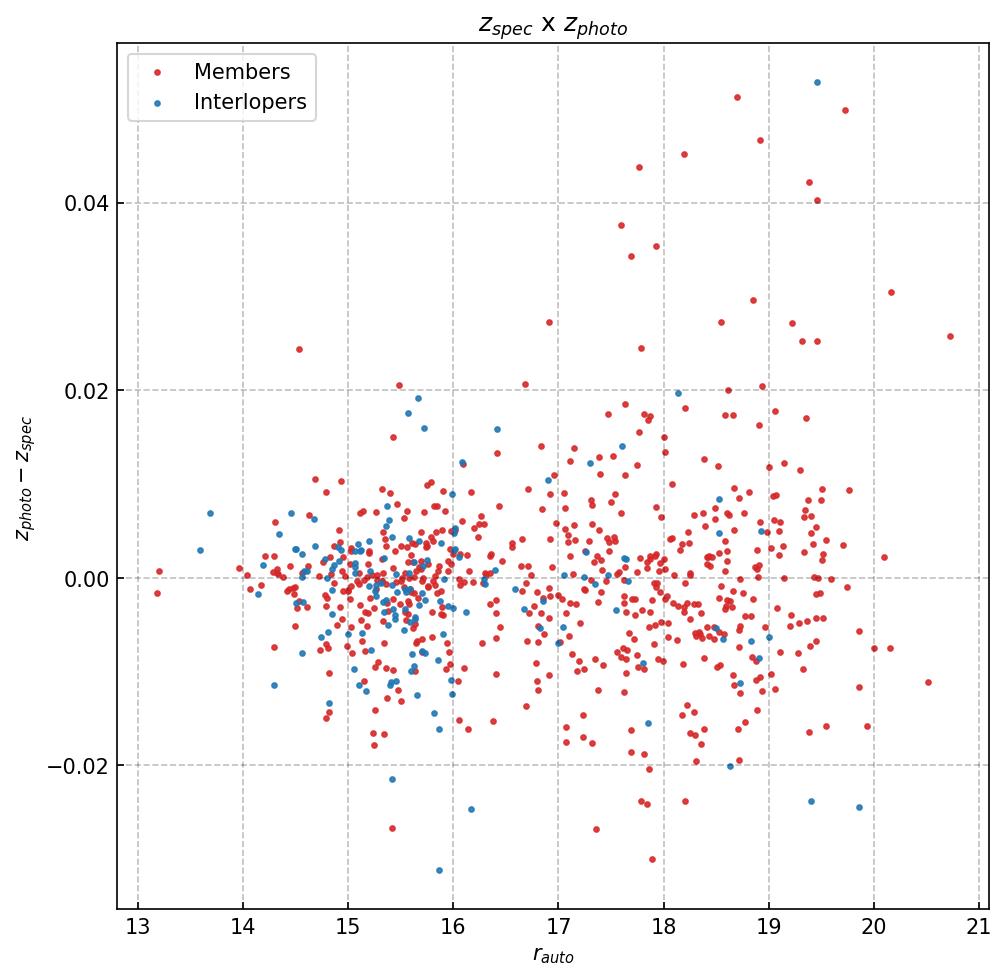 z_spec x z_photo
Members
Interlopers
z_photo − z_spec
0.04
0.02
0.00
−0.02
13 14 15 16 17 18 19 20 21
r_auto